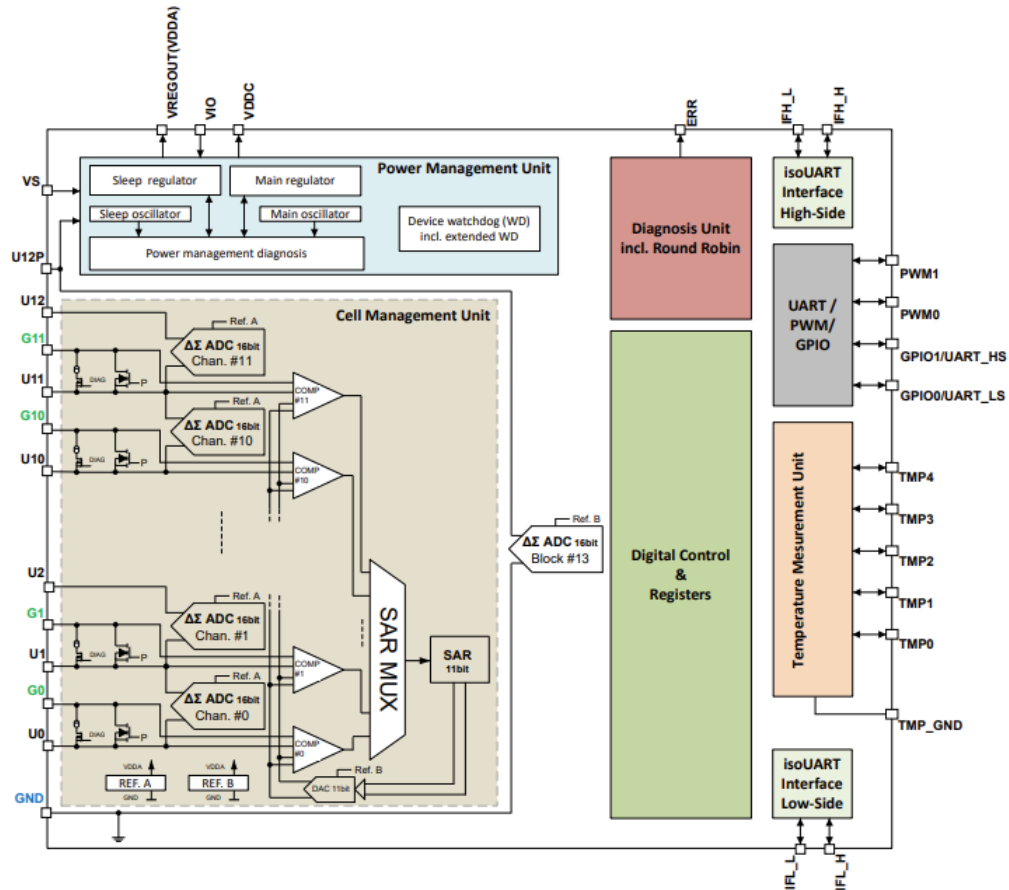 VREGOUT(VDDA)
VIO
VDDC
ERR
IFH_L
IFH_H
VS
U12P
U12
G11
U11
G10
U10
U2
G1
U1
G0
U0
GND
Power Management Unit
Sleep regulator
Main regulator
Sleep oscillator
Main oscillator
Device watchdog (WD)
incl. extended WD
Power management diagnosis
Cell Management Unit
Ref. A
ΔΣ ADC 16bit
Chan. #11
DIAG
P
COMP
#11
Ref. A
ΔΣ ADC 16bit
Chan. #10
DIAG
P
COMP
#10
Ref. A
ΔΣ ADC 16bit
Chan. #1
DIAG
P
COMP
#1
Ref. A
ΔΣ ADC 16bit
Chan. #0
DIAG
P
COMP
#0
SAR MUX
SAR
11bit
Ref. B
DAC 11bit
VDDA
REF. A
GND
VDDA
REF. B
GND
Ref. B
ΔΣ ADC 16bit
Block #13
Diagnosis Unit
incl. Round Robin
Digital Control
&
Registers
isoUART
Interface
High-Side
UART /
PWM/
GPIO
PWM1
PWM0
GPIO1/UART_HS
GPIO0/UART_LS
Temperature Mesurement Unit
TMP4
TMP3
TMP2
TMP1
TMP0
TMP_GND
isoUART
Interface
Low-Side
IFL_L
IFL_H